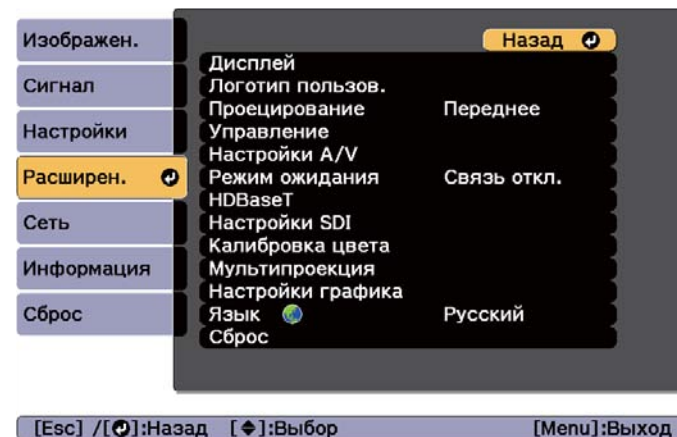 Изображен.
Сигнал
Настройки
Расширен.
Сеть
Информация
Сброс
Назад
Дисплей
Логотип пользов.
Проецирование Переднее
Управление
Настройки A/V
Режим ожидания Связь откл.
HDBaseT
Настройки SDI
Калибровка цвета
Мультипроекция
Настройки графика
Язык Русский
Сброс
[Esc] /[ ]:Назад [ ]:Выбор [Menu]:Выход